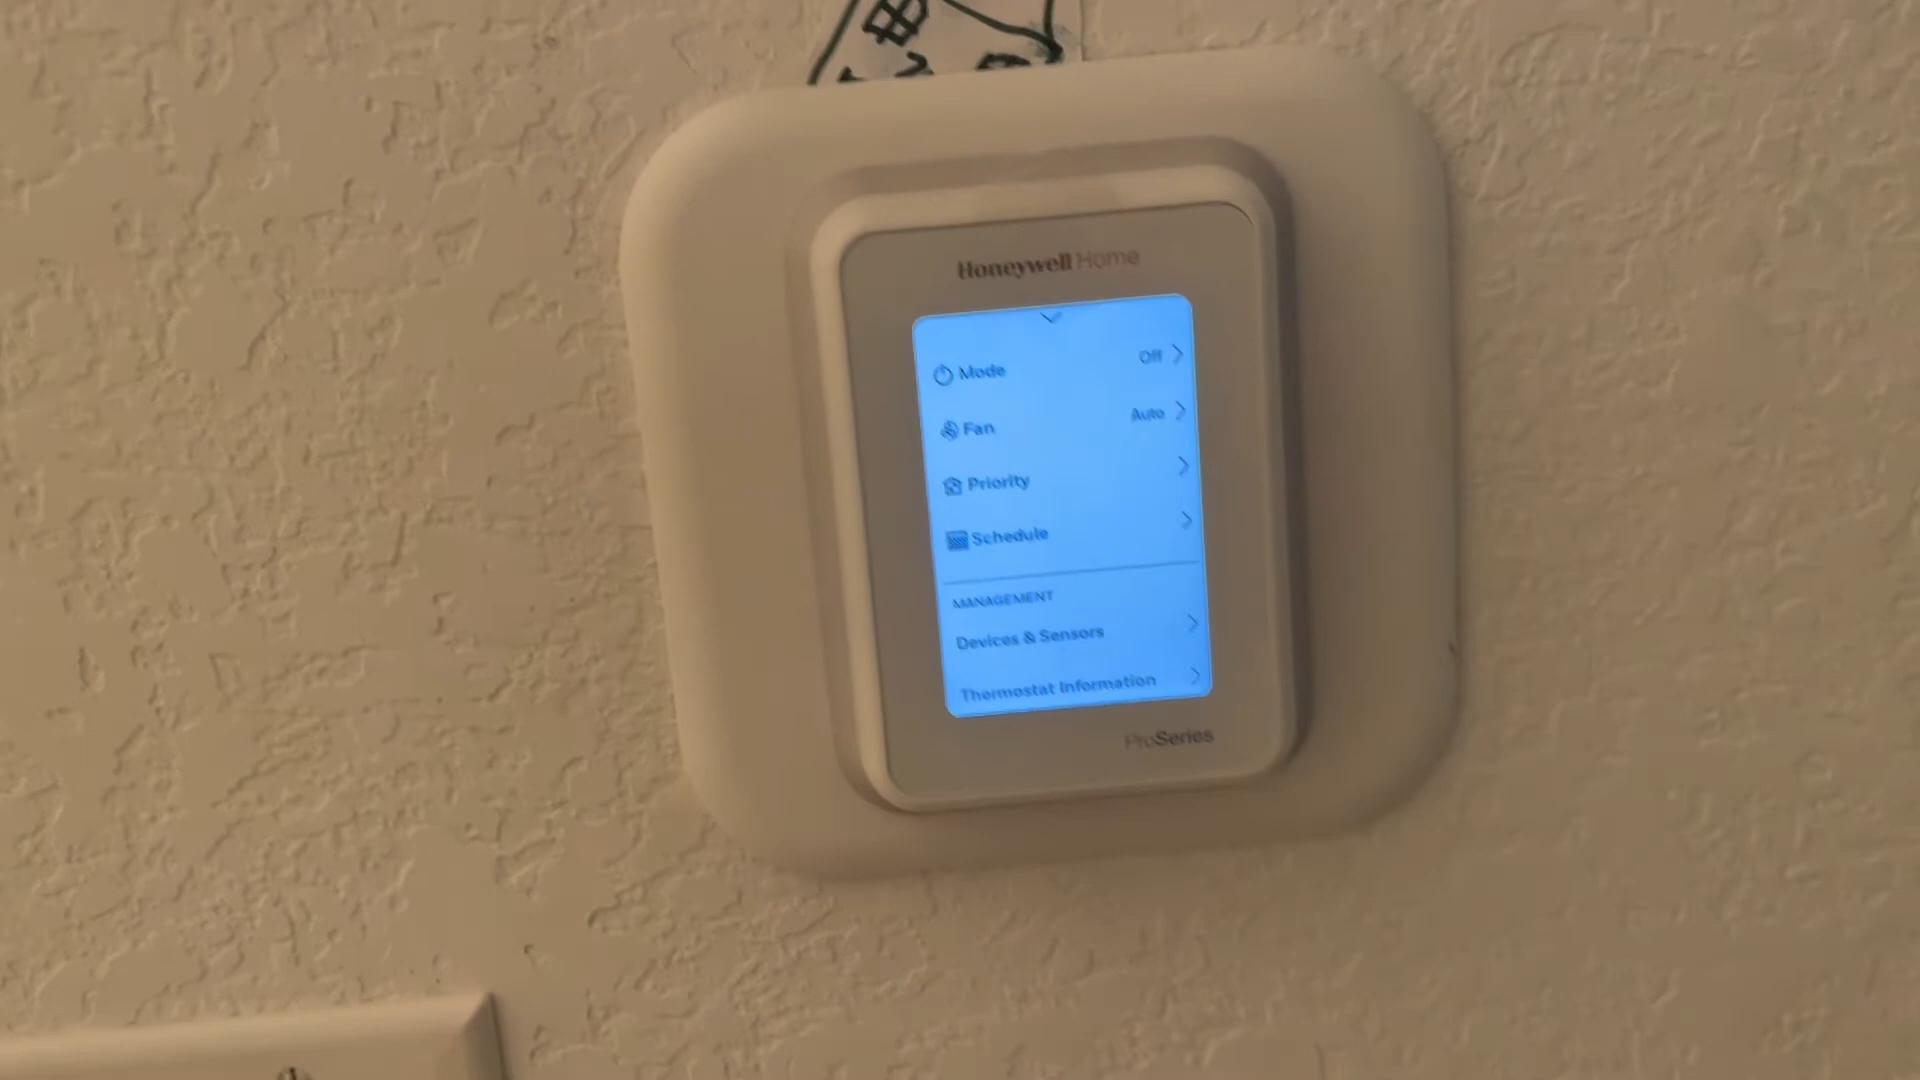 Honeywell Home
Mode Off
Fan Auto
Priority
Schedule
MANAGEMENT
Devices & Sensors
Thermostat Information
ProSeries